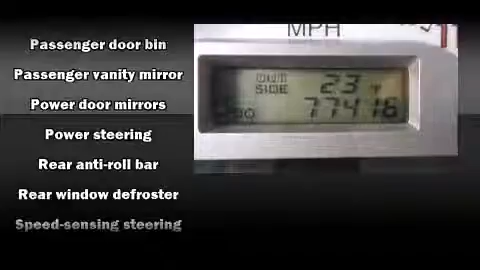 Passenger door bin
Passenger vanity mirror
Power door mirrors
Power steering
Rear anti-roll bar
Rear window defroster
Speed-sensing steering
MPH
OUT
SIDE
23 °F
77416